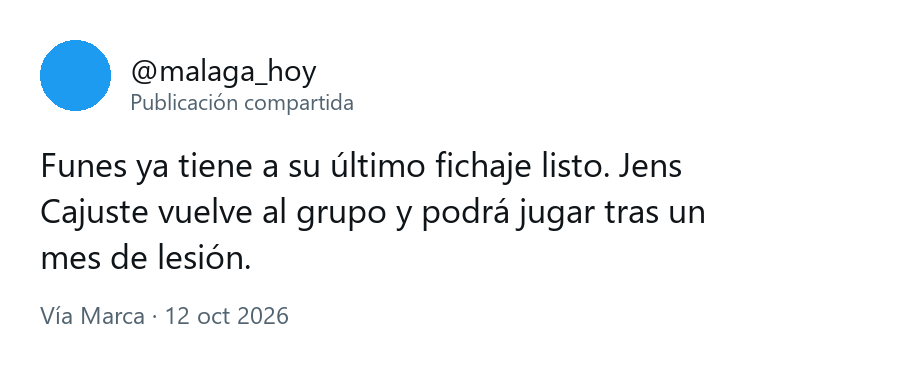 @malaga_hoy
Publicación compartida
Funes ya tiene a su último fichaje listo. Jens
Cajuste vuelve al grupo y podrá jugar tras un
mes de lesión.
Vía Marca · 12 oct 2026